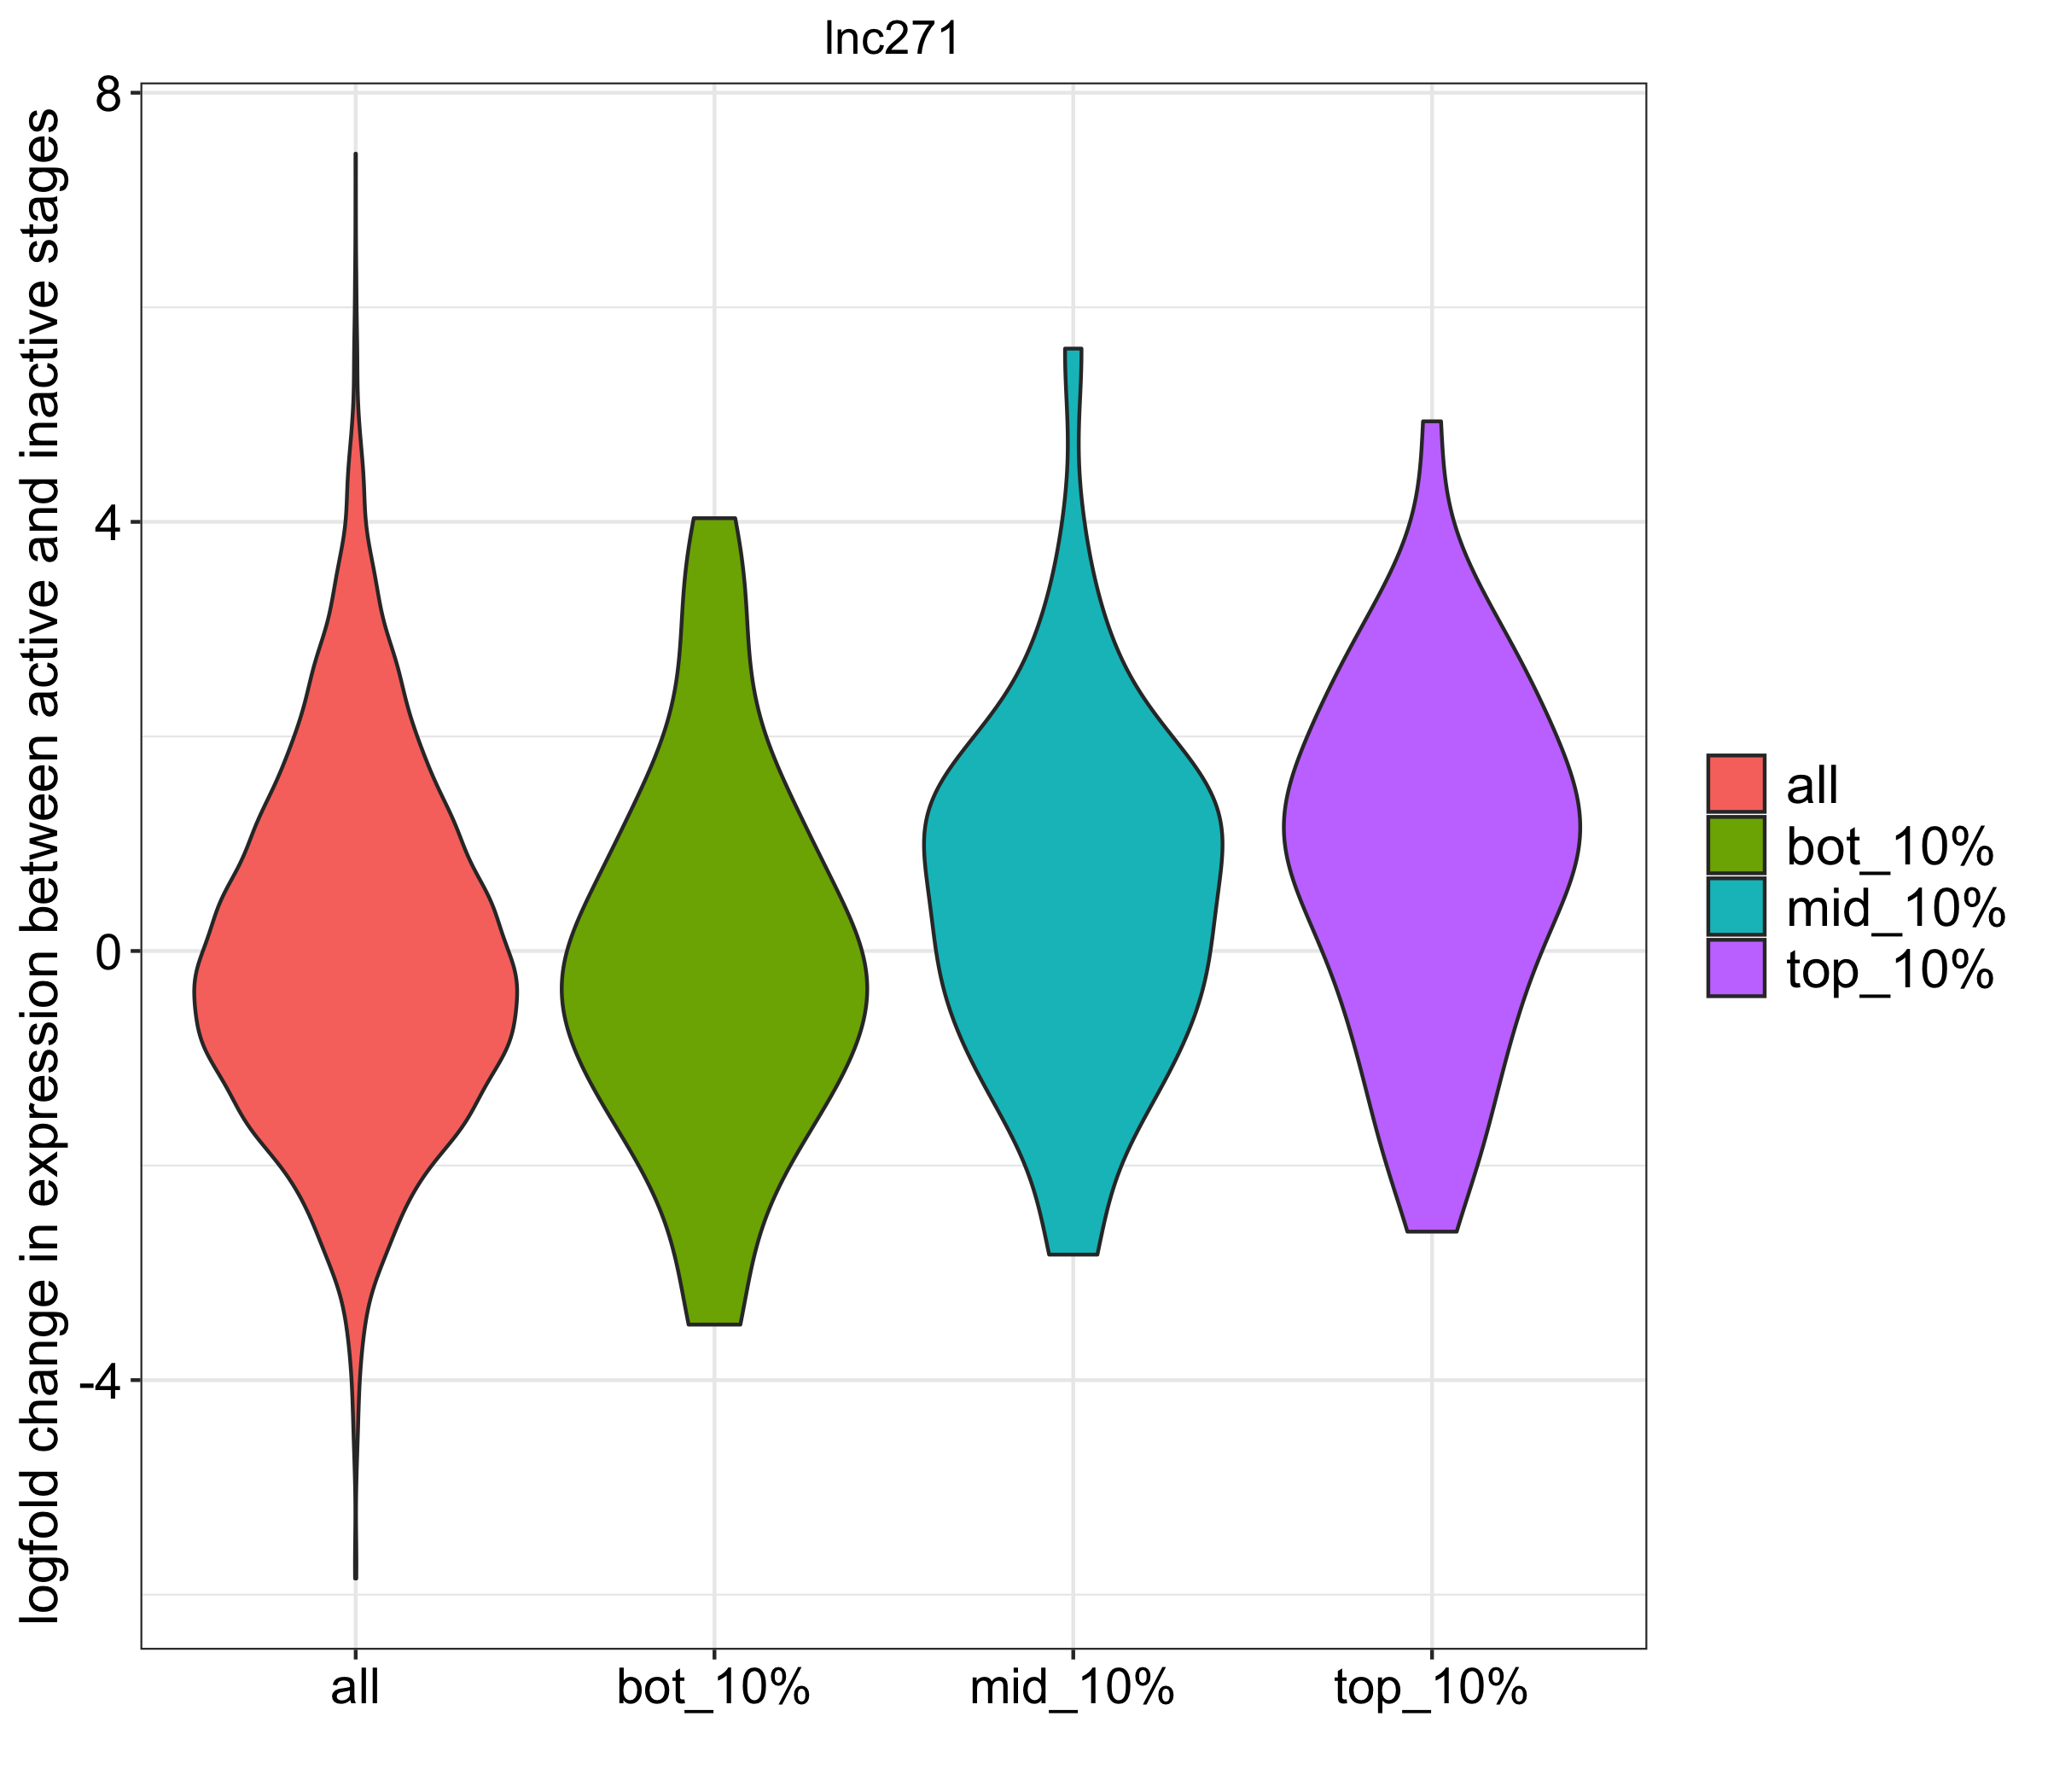 lnc271
logfold change in expression between active and inactive stages
8
4
0
-4
all
bot_10%
mid_10%
top_10%
all
bot_10%
mid_10%
top_10%